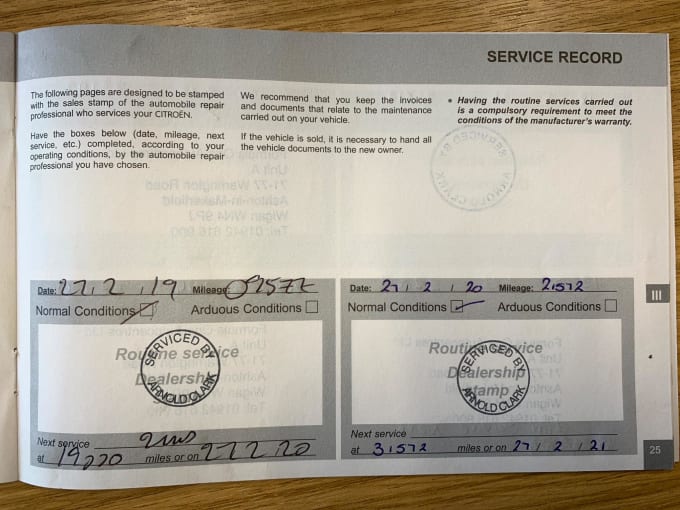 SERVICE RECORD
The following pages are designed to be stamped
with the sales stamp of the automobile repair
professional who services your CITROËN.
Have the boxes below (date, mileage, next
service, etc.) completed, according to your
operating conditions, by the automobile repair
professional you have chosen.
We recommend that you keep the invoices
and documents that relate to the maintenance
carried out on your vehicle.
If the vehicle is sold, it is necessary to hand all
the vehicle documents to the new owner.
• Having the routine services carried out
is a compulsory requirement to meet the
conditions of the manufacturer's warranty.
Date: 27, 2, 19 Mileage: 09577
Normal Conditions Arduous Conditions
Routine service
Dealership
SERVICED BY
ARNOLD CLARK
Next service
at 19220 miles or on 27 2, 20
Date: 27 / 2 / 20 Mileage: 21572
Normal Conditions Arduous Conditions
Routine service
Dealership
stamp
SERVICED BY
ARNOLD CLARK
Next service
at 31572 miles or on 27 / 2 / 21
III
25